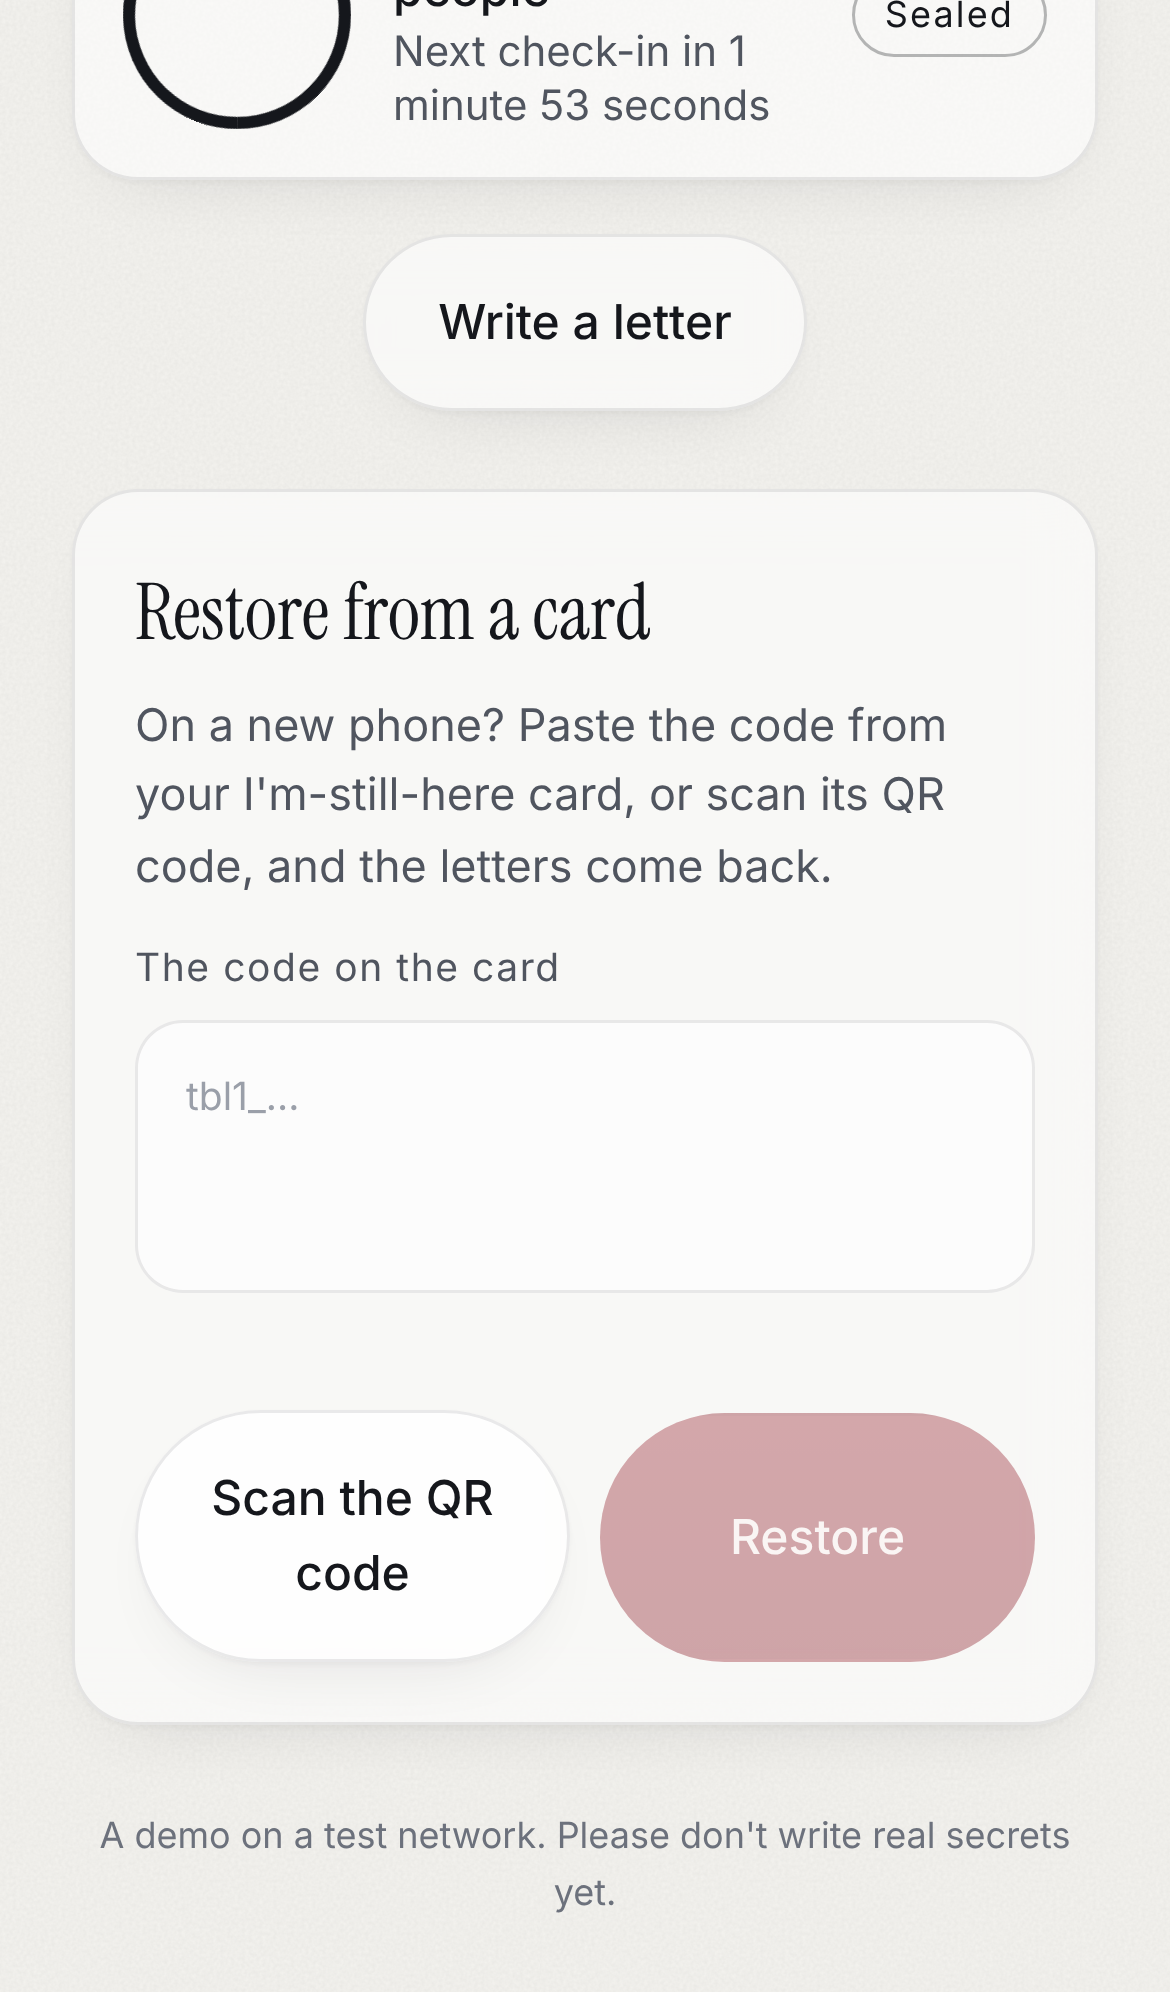 people
Sealed
Next check-in in 1
minute 53 seconds
Write a letter
Restore from a card
On a new phone? Paste the code from
your I'm-still-here card, or scan its QR
code, and the letters come back.
The code on the card
tbl1_...
Scan the QR
code
Restore
A demo on a test network. Please don't write real secrets
yet.